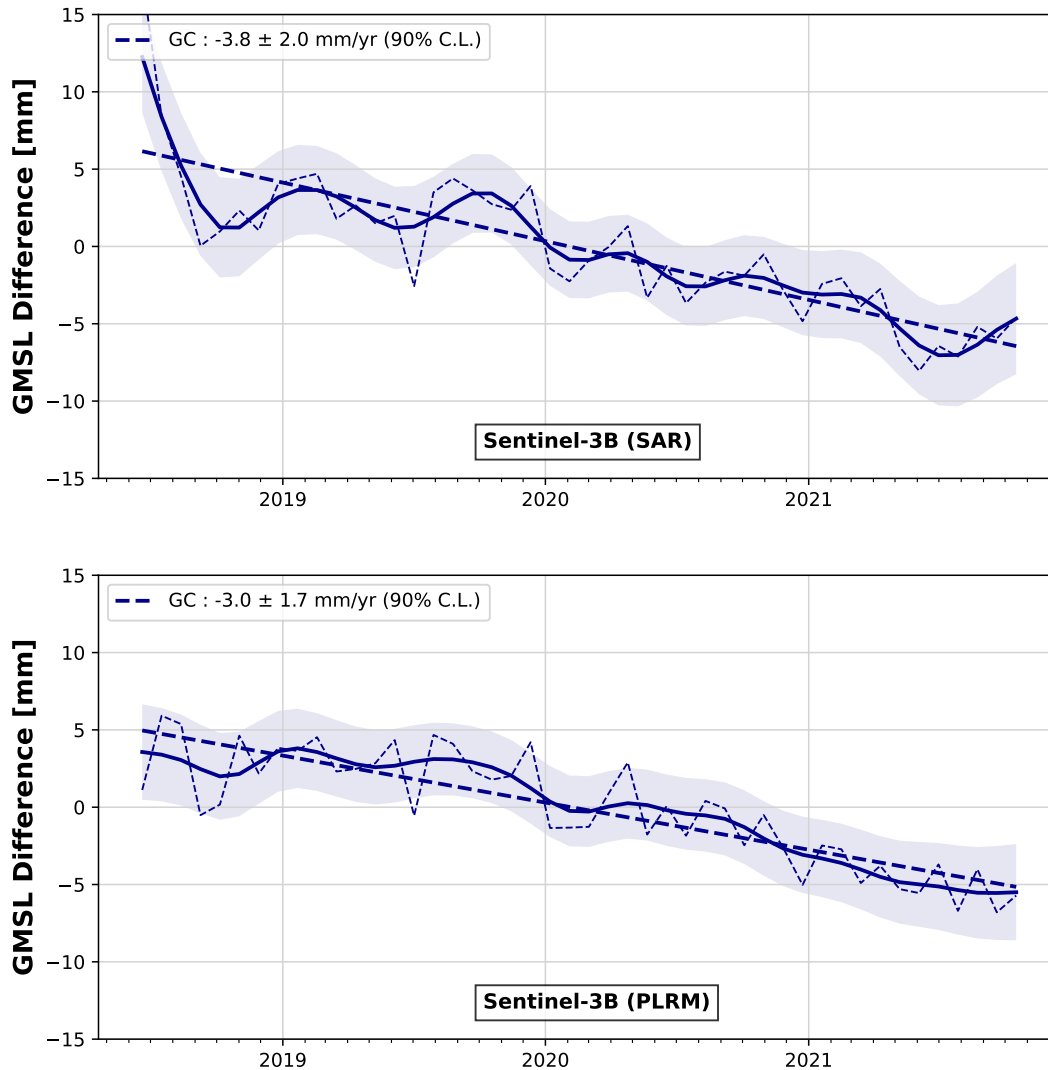 15
GC : -3.8 ± 2.0 mm/yr (90% C.L.)
10
5
0
−5
−10
−15
GMSL Difference [mm]
Sentinel-3B (SAR)
2019 2020 2021
15
GC : -3.0 ± 1.7 mm/yr (90% C.L.)
10
5
0
−5
−10
−15
GMSL Difference [mm]
Sentinel-3B (PLRM)
2019 2020 2021